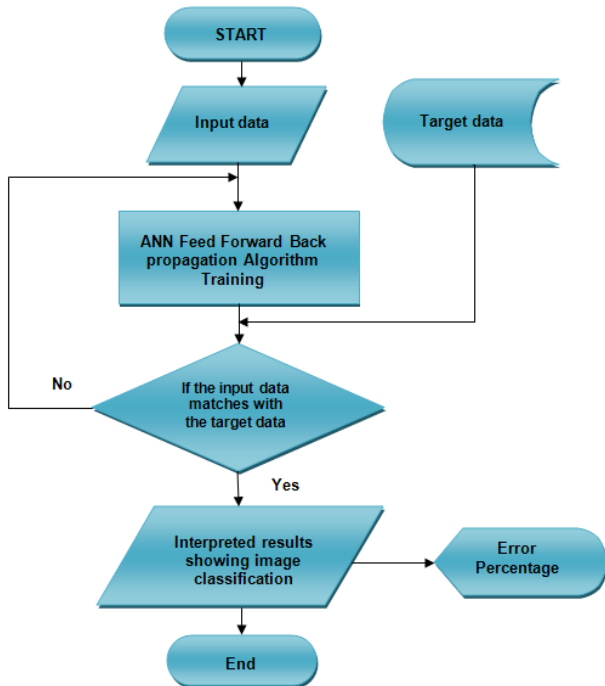 START
Input data
Target data
ANN Feed Forward Back
propagation Algorithm
Training
No
If the input data
matches with
the target data
Yes
Interpreted results
showing image
classification
Error
Percentage
End